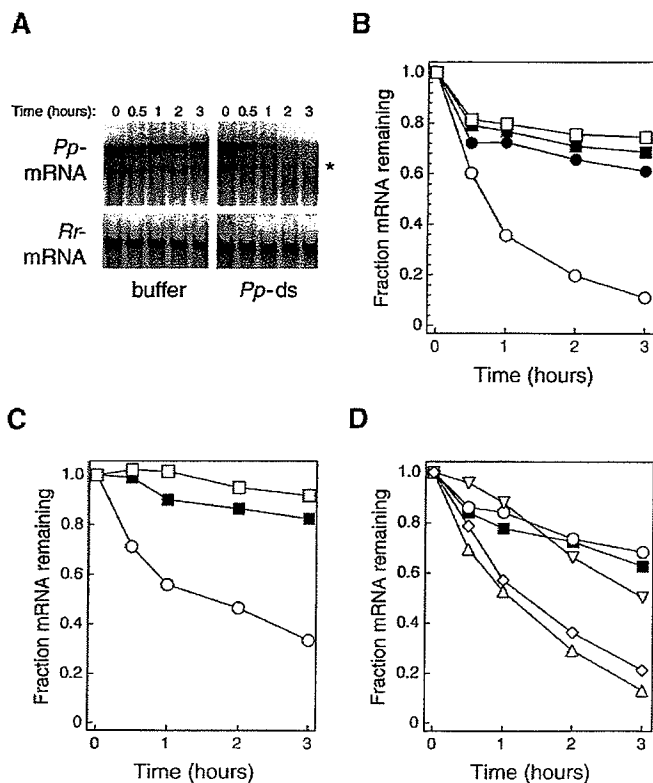 A
Time (hours): 0 0.5 1 2 3 0 0.5 1 2 3
Pp-
mRNA
*
Rr-
mRNA
buffer
Pp-ds
B
Fraction mRNA remaining
1.0
0.8
0.6
0.4
0.2
0
0 1 2 3
Time (hours)
C
Fraction mRNA remaining
1.0
0.8
0.6
0.4
0.2
0
0 1 2 3
Time (hours)
D
Fraction mRNA remaining
1.0
0.8
0.6
0.4
0.2
0
0 1 2 3
Time (hours)